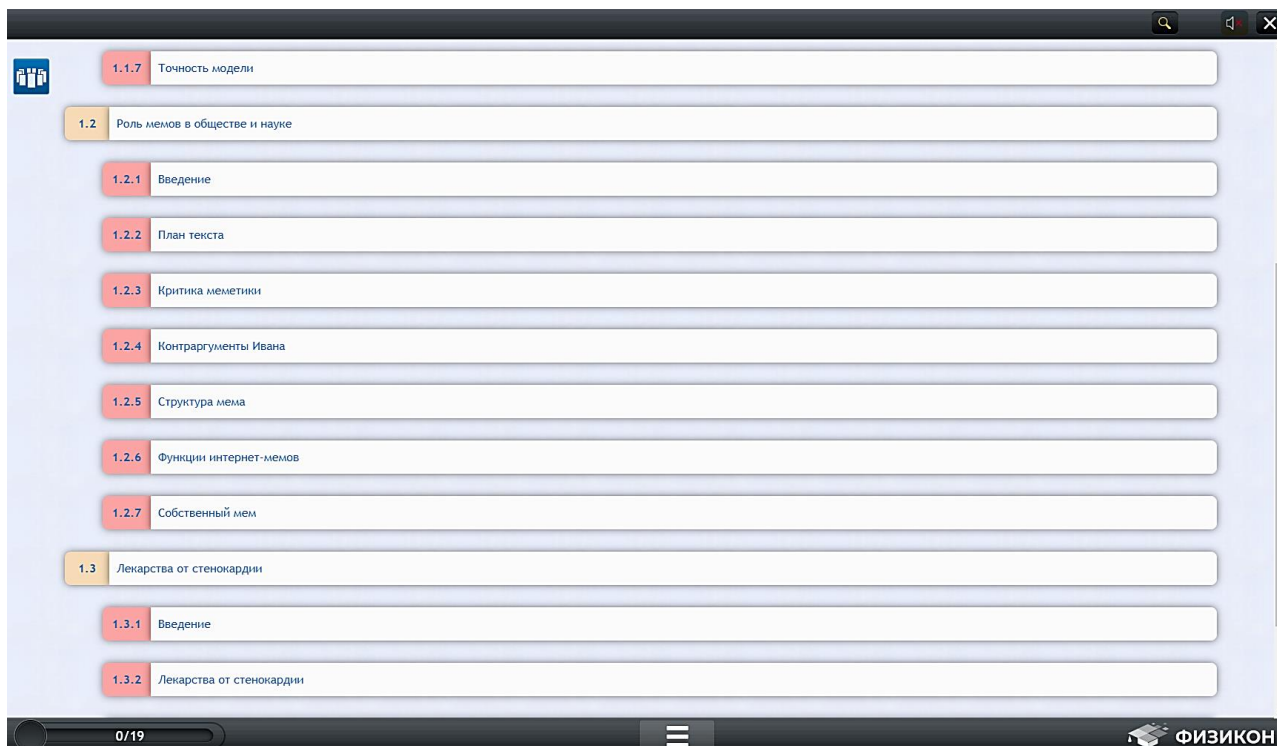 1.1.7 Точность модели
1.2 Роль мемов в обществе и науке
1.2.1 Введение
1.2.2 План текста
1.2.3 Критика меметики
1.2.4 Контраргументы Ивана
1.2.5 Структура мема
1.2.6 Функции интернет-мемов
1.2.7 Собственный мем
1.3 Лекарства от стенокардии
1.3.1 Введение
1.3.2 Лекарства от стенокардии
0/19
ФИЗИКОН